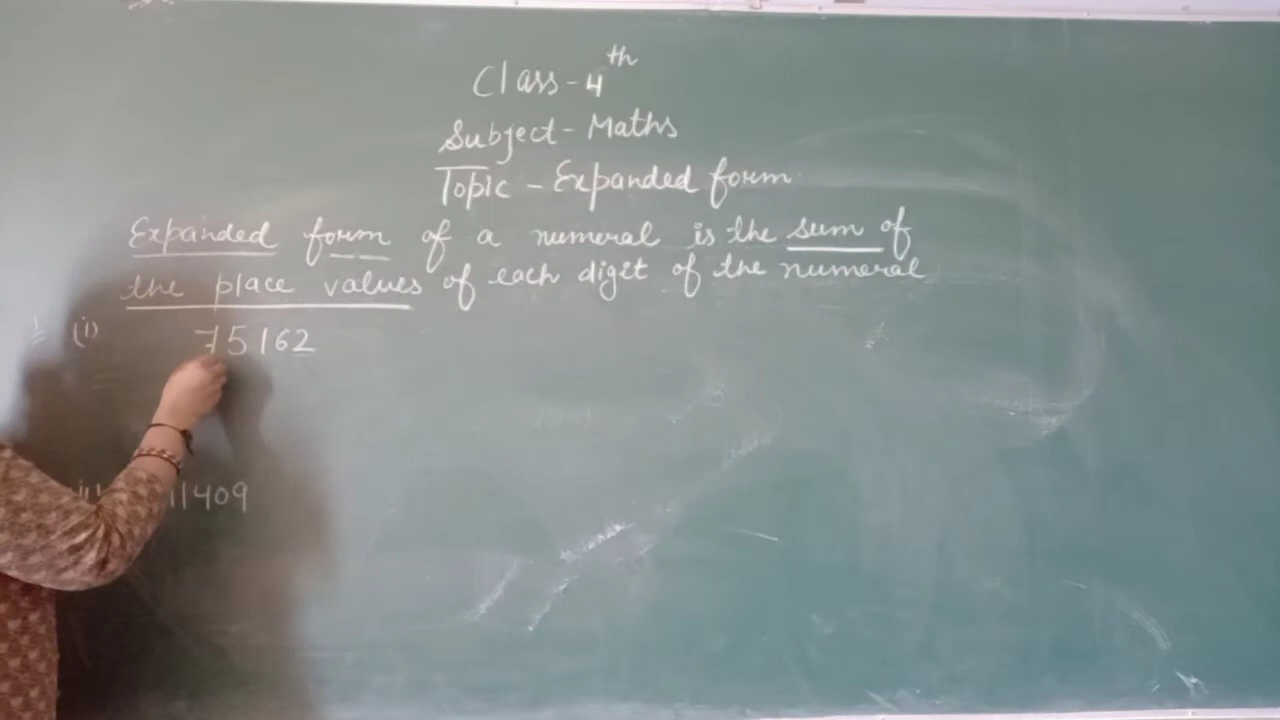 Class-4th
Subject - Maths
Topic - Expanded form
Expanded form of a numeral is the sum of
the place values of each digit of the numeral
(i) 75162
11409